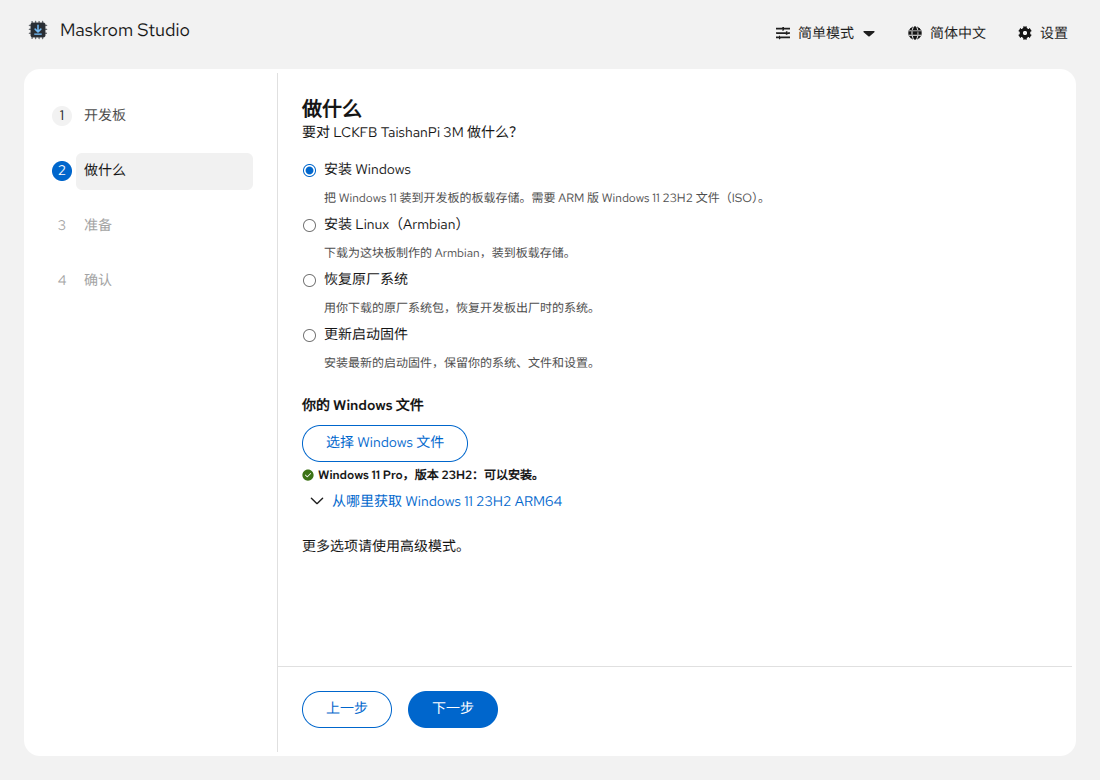 Maskrom Studio
简单模式
简体中文
设置
1 开发板
2 做什么
3 准备
4 确认
做什么
要对 LCKFB TaishanPi 3M 做什么？
安装 Windows
把 Windows 11 装到开发板的板载存储。需要 ARM 版 Windows 11 23H2 文件（ISO）。
安装 Linux（Armbian）
下载为这块板制作的 Armbian，装到板载存储。
恢复原厂系统
用你下载的原厂系统包，恢复开发板出厂时的系统。
更新启动固件
安装最新的启动固件，保留你的系统、文件和设置。
你的 Windows 文件
选择 Windows 文件
Windows 11 Pro，版本 23H2：可以安装。
从哪里获取 Windows 11 23H2 ARM64
更多选项请使用高级模式。
上一步
下一步